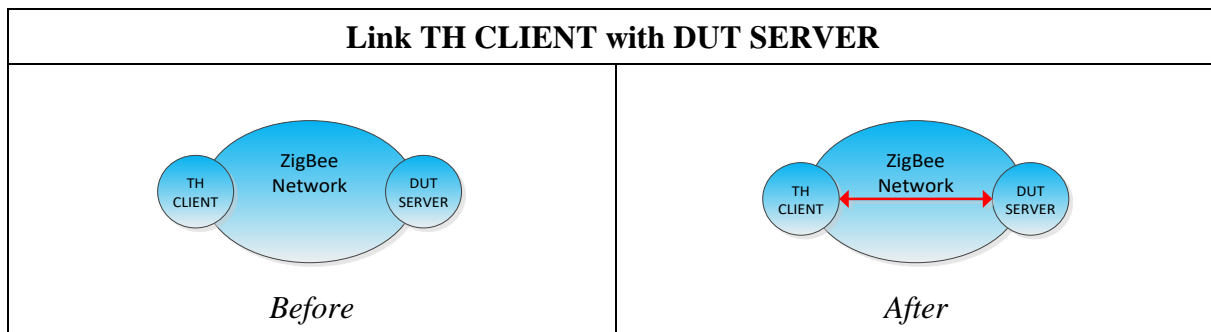 Link TH CLIENT with DUT SERVER
ZigBee
Network
TH
CLIENT
DUT
SERVER
Before
ZigBee
Network
TH
CLIENT
DUT
SERVER
After